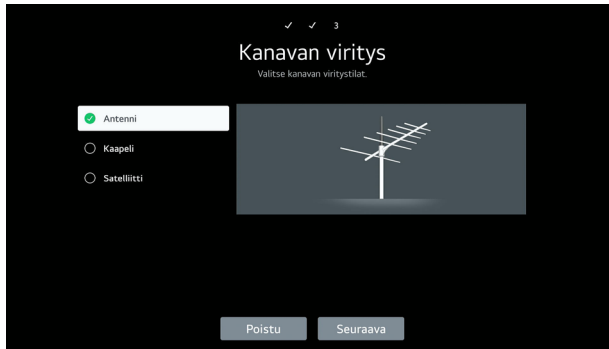 3
Kanavan viritys
Valitse kanavan viritystilat.
Antenni
Kaapeli
Satelliitti
Poistu
Seuraava